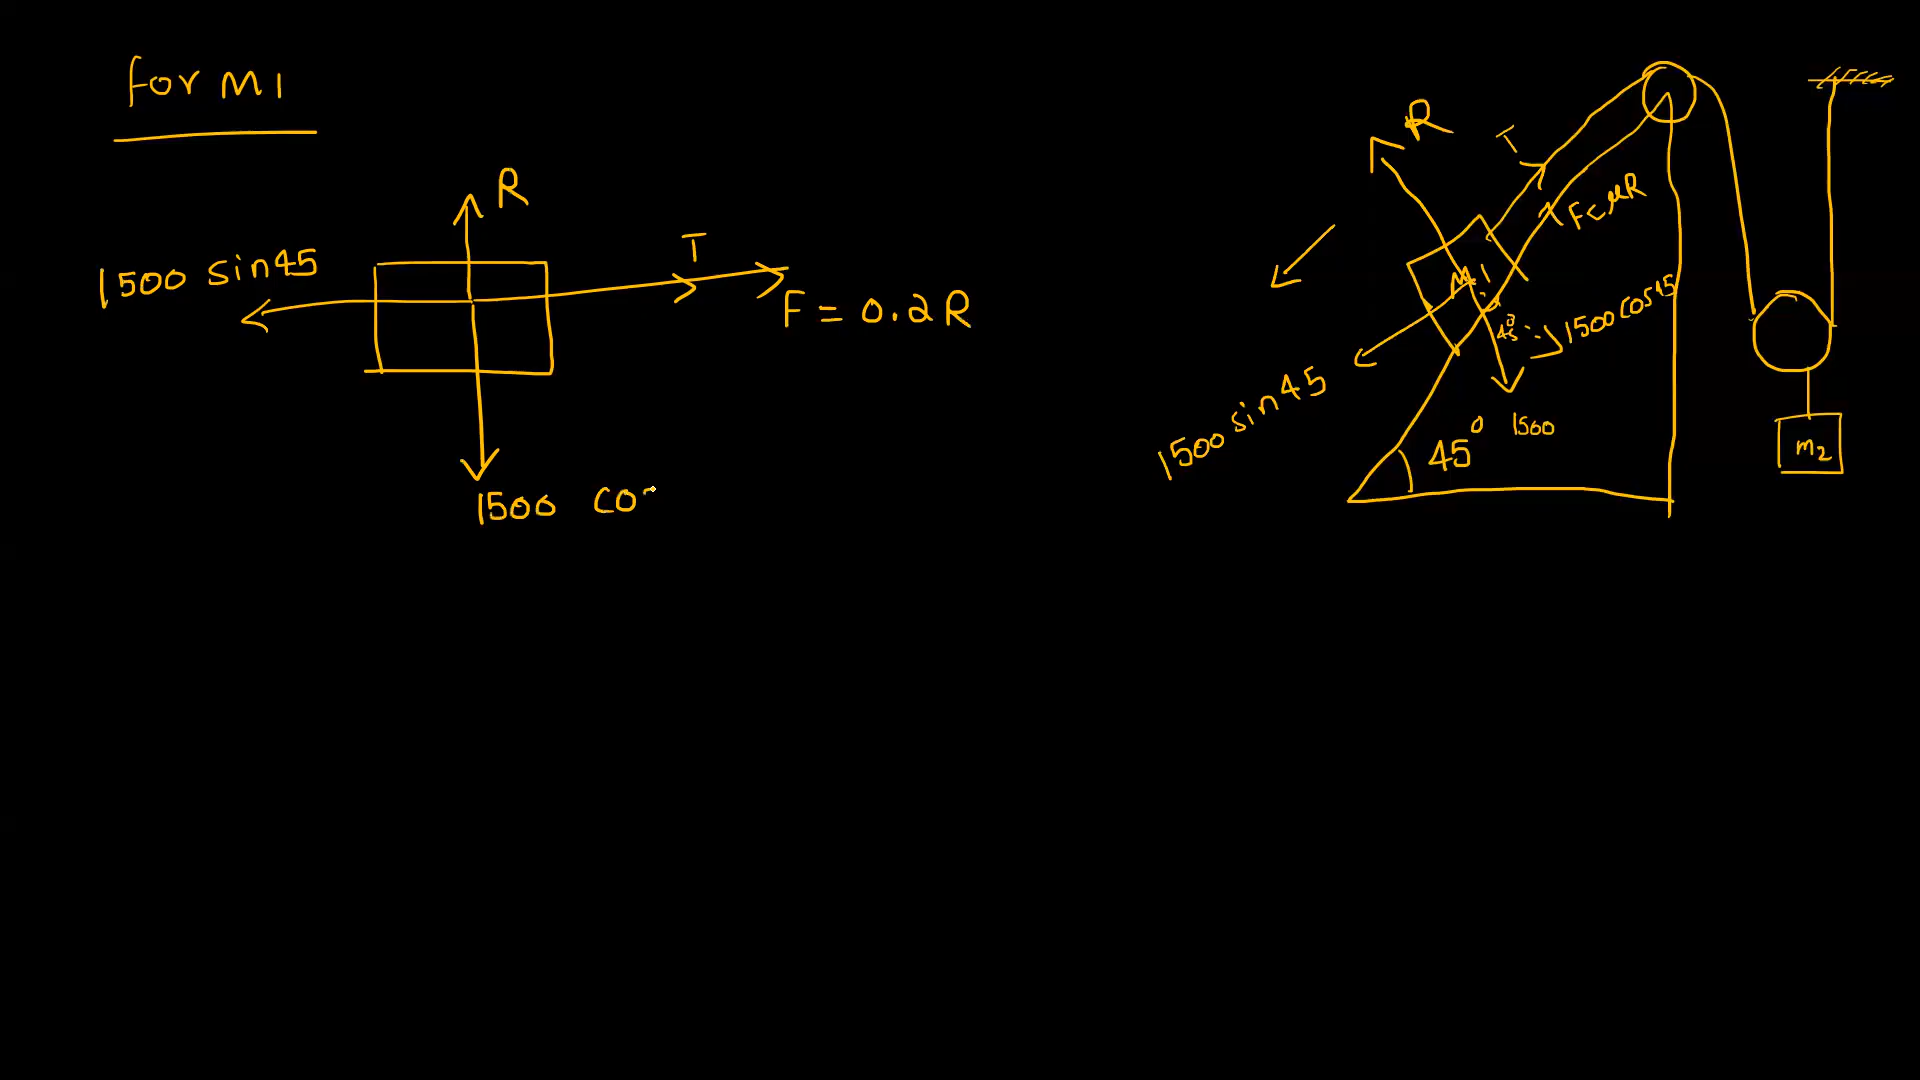 for M1
R
1500 sin45
T
F = 0.2R
1500 co
R
T
F=μR
M1
45°
1500 cos45
1500 sin45
45°
1500
m2